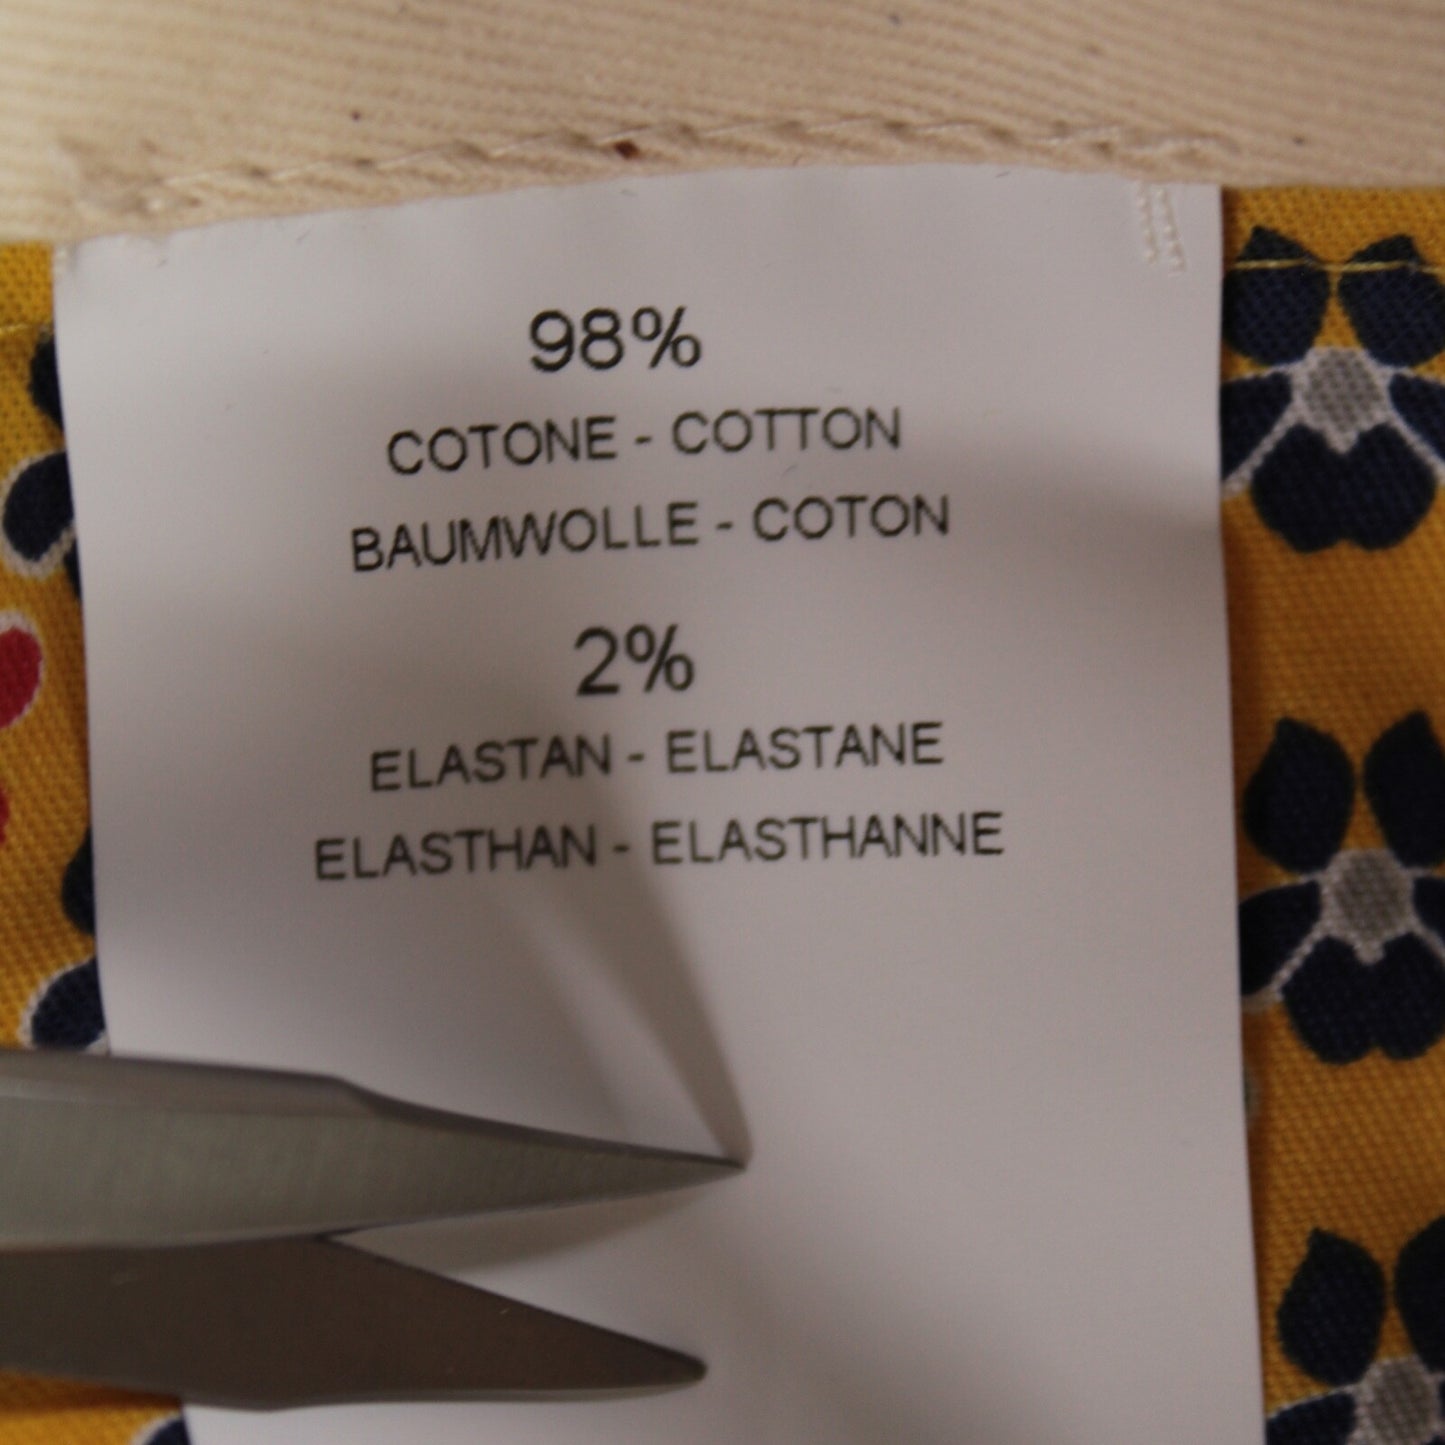 98%
COTONE - COTTON
BAUMWOLLE - COTON
2%
ELASTAN - ELASTANE
ELASTHAN - ELASTHANNE